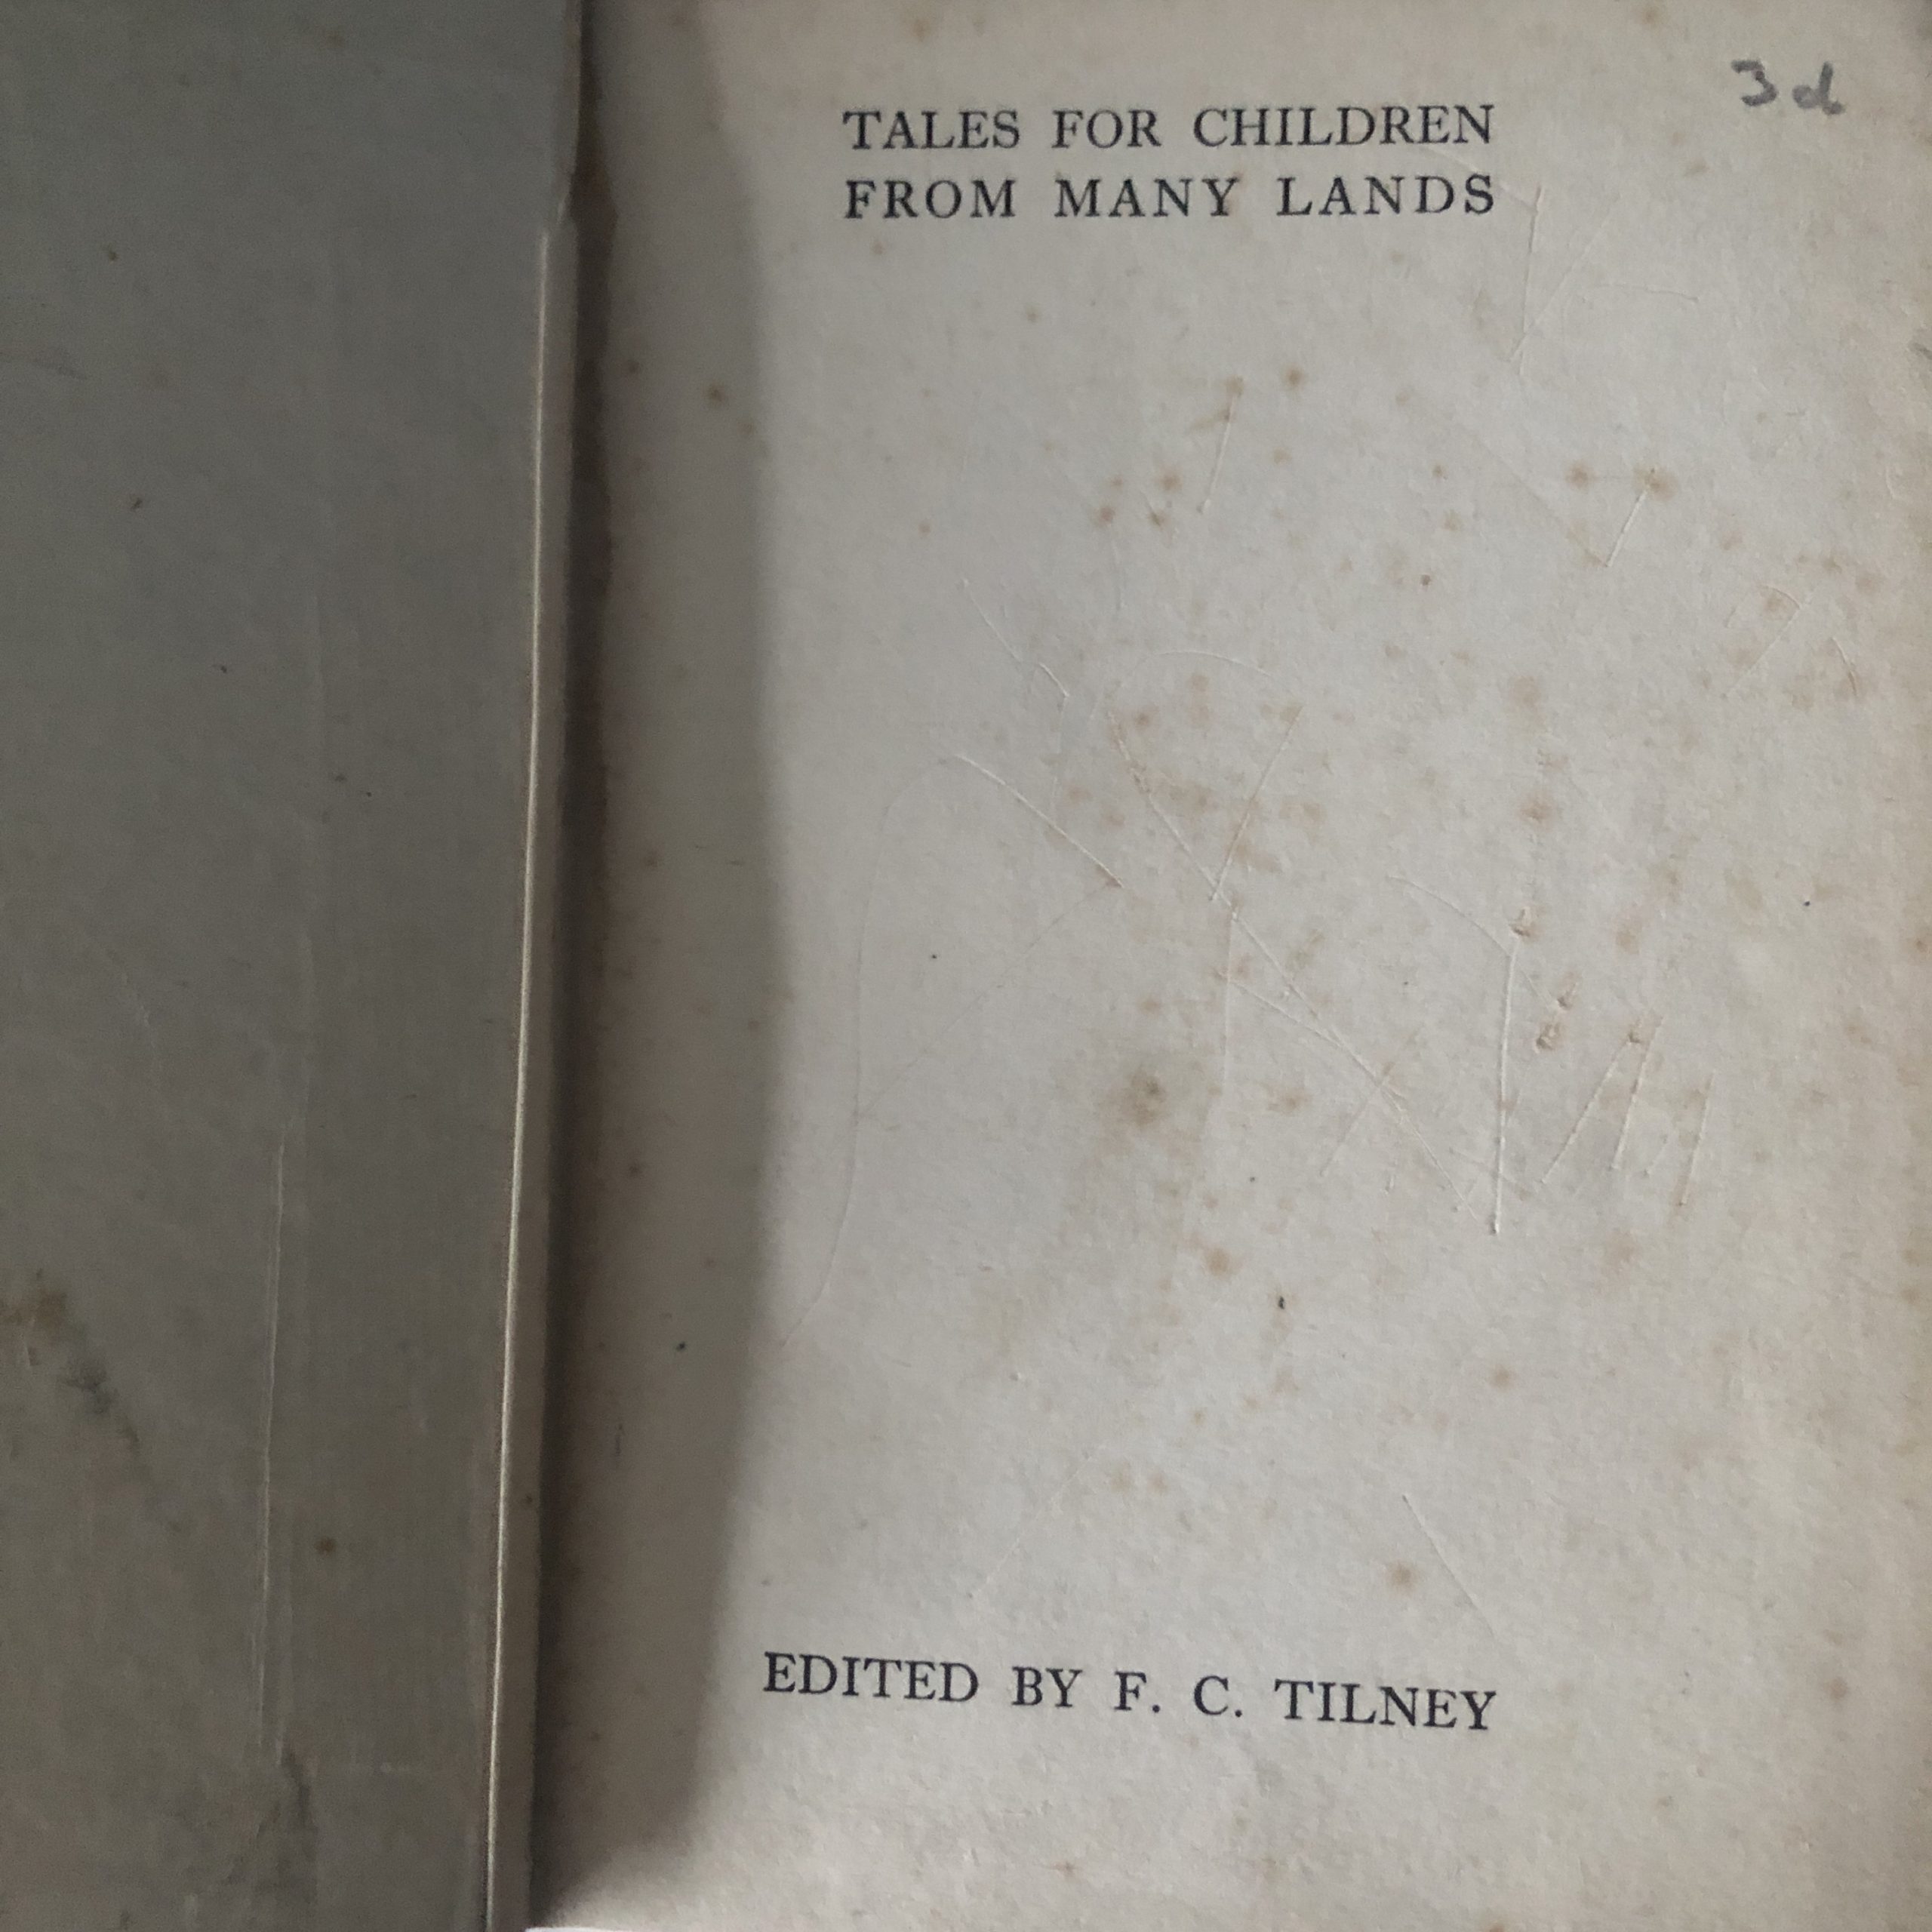 3d
TALES FOR CHILDREN
FROM MANY LANDS
EDITED BY F. C. TILNEY